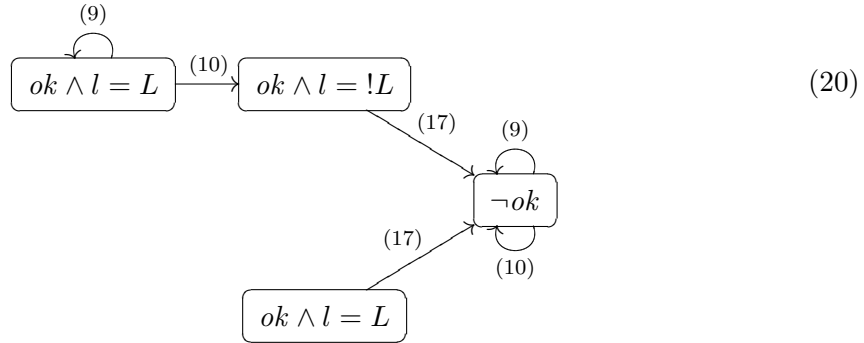 (9)
ok ∧ l = L
(10)
ok ∧ l = !L
(20)
(17)
(9)
¬ok
(10)
(17)
ok ∧ l = L